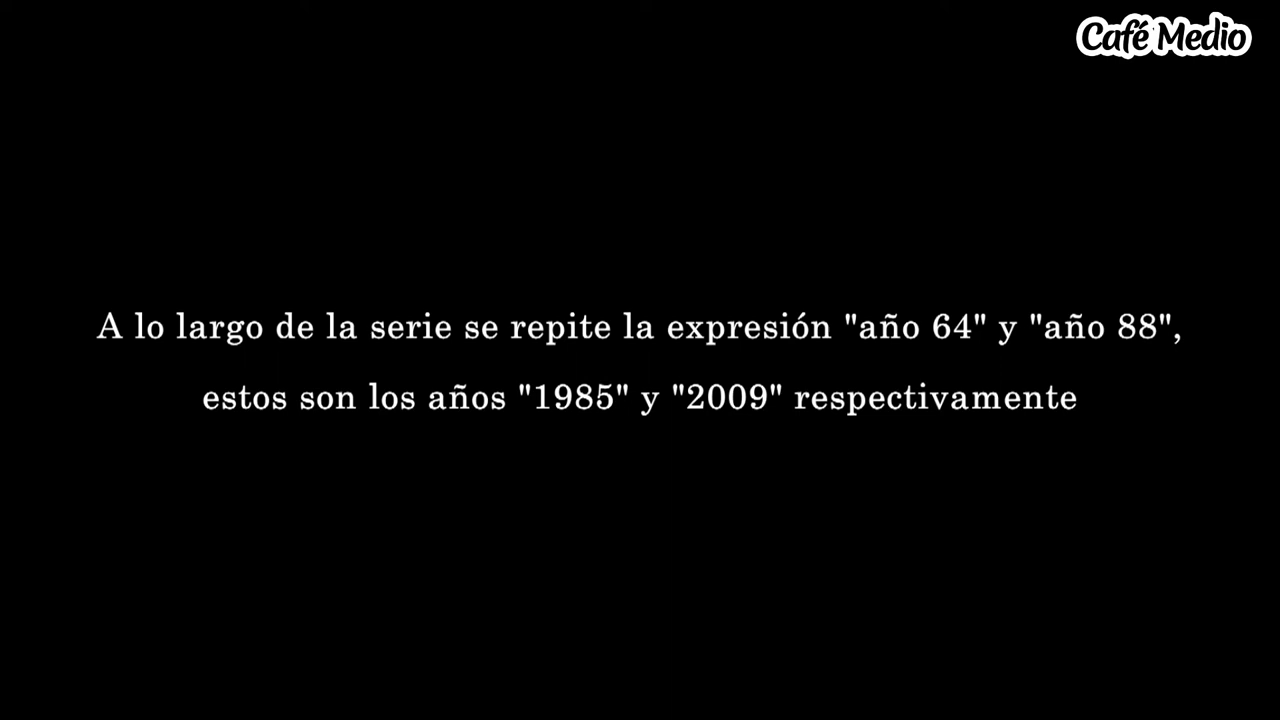 Café Medio
A lo largo de la serie se repite la expresión "año 64" y "año 88",
estos son los años "1985" y "2009" respectivamente